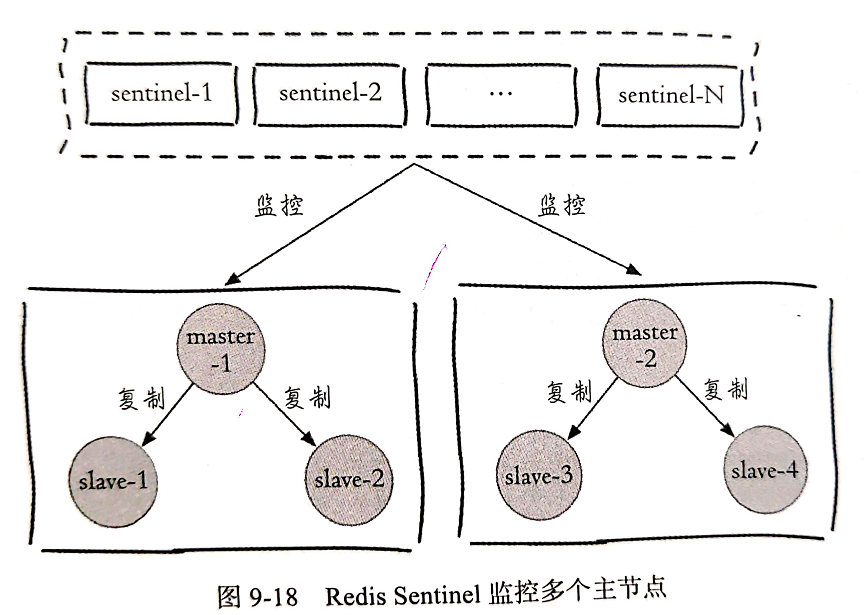 sentinel-1 sentinel-2 ... sentinel-N
监控 监控
master
-1
master
-2
复制 复制 复制 复制
slave-1 slave-2 slave-3 slave-4
图 9-18 Redis Sentinel 监控多个主节点